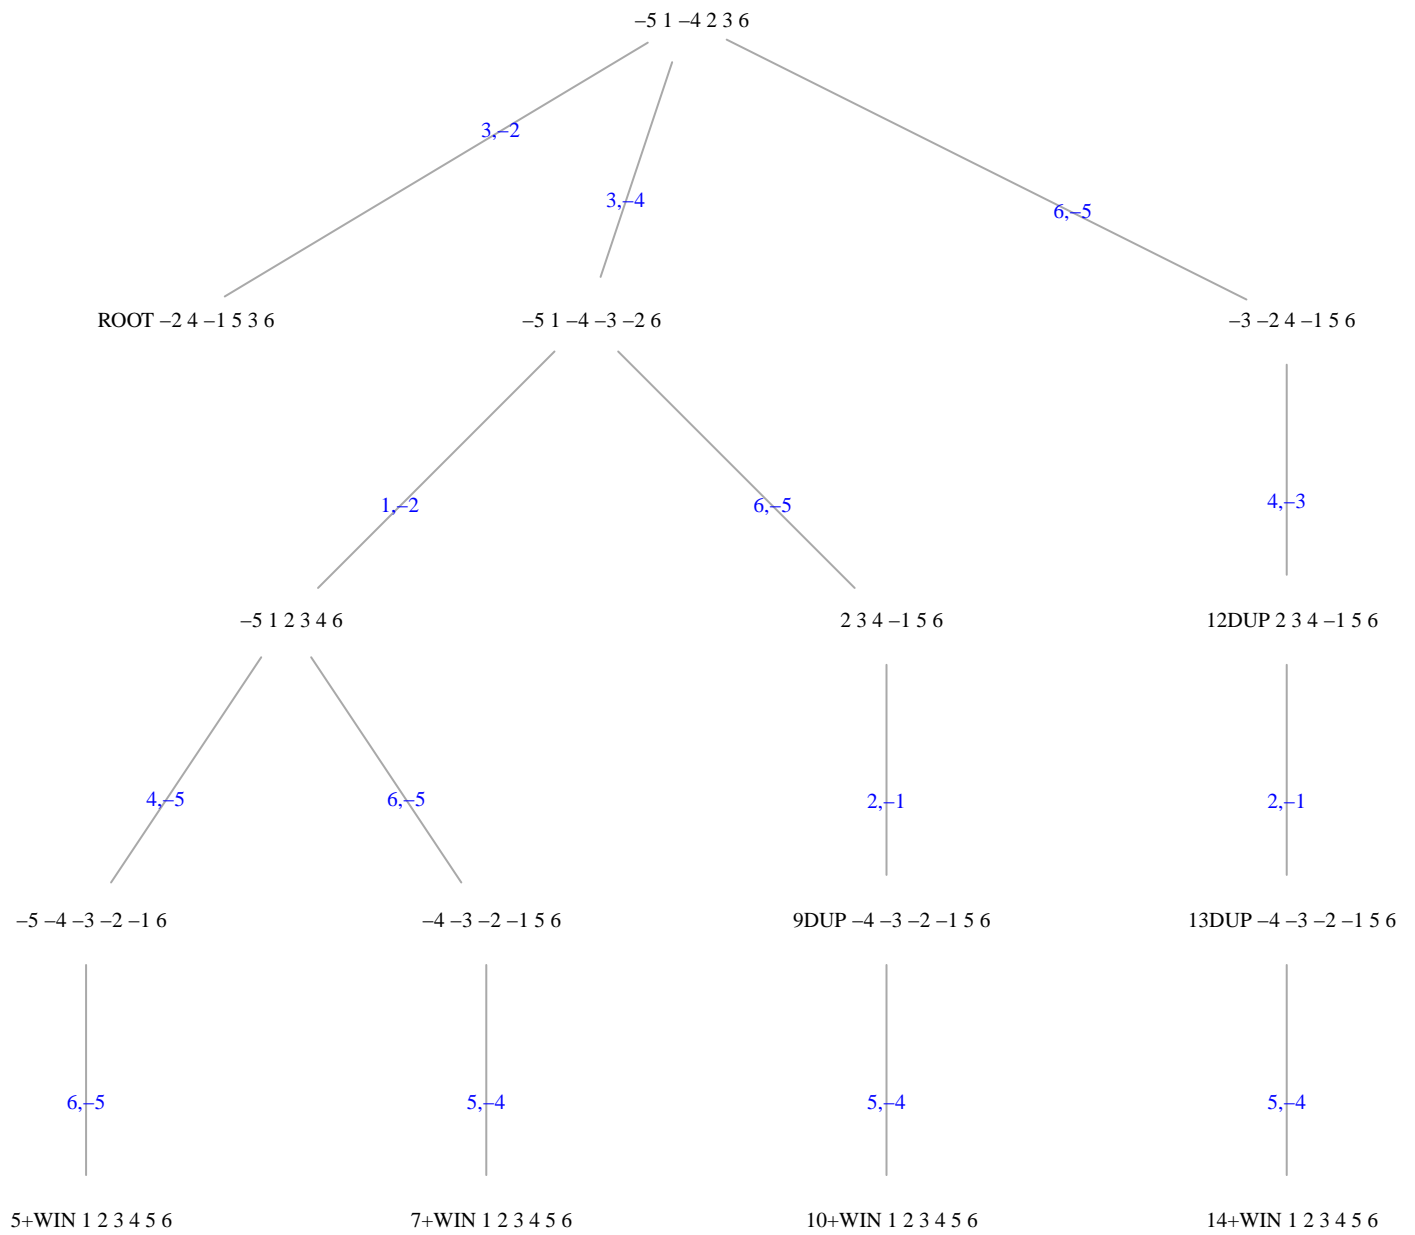 –5 1 –4 2 3 6
3,–2
3,–4
6,–5
ROOT –2 4 –1 5 3 6
–5 1 –4 –3 –2 6
–3 –2 4 –1 5 6
1,–2
6,–5
4,–3
–5 1 2 3 4 6
2 3 4 –1 5 6
12DUP 2 3 4 –1 5 6
4,–5
6,–5
2,–1
2,–1
–5 –4 –3 –2 –1 6
–4 –3 –2 –1 5 6
9DUP –4 –3 –2 –1 5 6
13DUP –4 –3 –2 –1 5 6
6,–5
5,–4
5,–4
5,–4
5+WIN 1 2 3 4 5 6
7+WIN 1 2 3 4 5 6
10+WIN 1 2 3 4 5 6
14+WIN 1 2 3 4 5 6